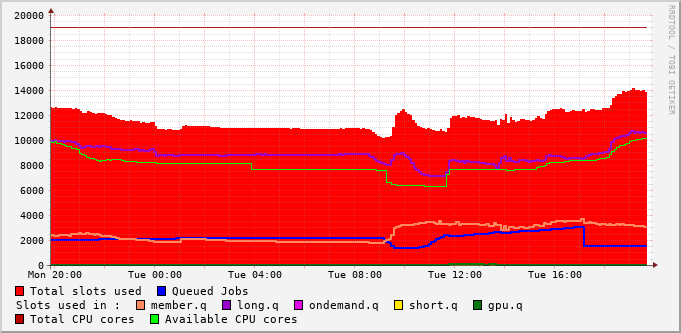 20000
18000
16000
14000
12000
10000
8000
6000
4000
2000
0
Mon 20:00 Tue 00:00 Tue 04:00 Tue 08:00 Tue 12:00 Tue 16:00
RRDTOOL / TOBI OETIKER
Total slots used Queued Jobs
Slots used in : member.q long.q ondemand.q short.q gpu.q
Total CPU cores Available CPU cores